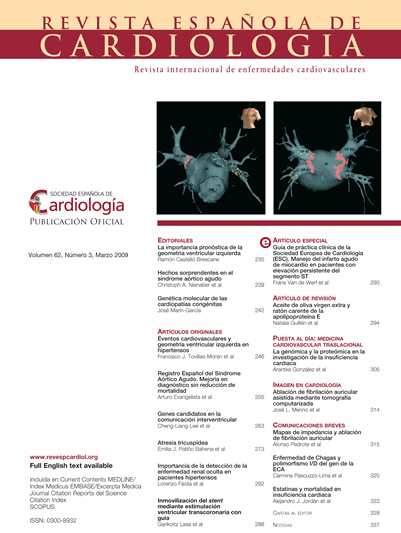 REVISTA ESPAÑOLA DE
CARDIOLOGIA
Revista internacional de enfermedades cardiovasculares
SOCIEDAD ESPAÑOLA DE
Cardiología
PUBLICACIÓN OFICIAL
Volumen 62, Número 3, Marzo 2009
www.revespcardiol.org
Full English text available
Incluida en Current Contents MEDLINE/
Index Medicus EMBASE/Excerpta Medica
Journal Citation Reports del Science
Citation Index
SCOPUS
ISSN: 0300-8932
EDITORIALES
La importancia pronóstica de la
geometría ventricular izquierda
Ramón Castelló Brescane 235
Hechos sorprendentes en el
síndrome aórtico agudo
Christoph A. Nienaber et al 239
Genética molecular de las
cardiopatías congénitas
José Marín-García 242
ARTÍCULOS ORIGINALES
Eventos cardiovasculares y
geometría ventricular izquierda en
hipertensos
Francisco J. Tovillas-Morán et al 246
Registro Español del Síndrome
Aórtico Agudo. Mejoría en
diagnóstico sin reducción de
mortalidad
Arturo Evangelista et al 255
Genes candidatos en la
comunicación interventricular
Cheng-Liang Lee et al 263
Atresia tricuspídea
Emilia J. Patiño Bahena et al 273
Importancia de la detección de la
enfermedad renal oculta en
pacientes hipertensos
Lorenzo Fácila et al 282
Inmovilización del stent
mediante estimulación
ventricular transcoronaria con
guía
Garikoitz Lasa et al 288
e ARTÍCULO ESPECIAL
Guía de práctica clínica de la
Sociedad Europea de Cardiología
(ESC). Manejo del infarto agudo
de miocardio en pacientes con
elevación persistente del
segmento ST
Frans Van de Werf et al 293
ARTÍCULO DE REVISIÓN
Aceite de oliva virgen extra y
ratón carente de la
apolipoproteína E
Natalia Guillén et al 294
PUESTA AL DÍA: MEDICINA
CARDIOVASCULAR TRASLACIONAL
La genómica y la proteómica en la
investigación de la insuficiencia
cardiaca
Arantxa González et al 305
IMAGEN EN CARDIOLOGÍA
Ablación de fibrilación auricular
asistida mediante tomografía
computarizada
José L. Merino et al 314
COMUNICACIONES BREVES
Mapas de impedancia y ablación
de fibrilación auricular
Alonso Pedrote et al 315
Enfermedad de Chagas y
polimorfismo I/D del gen de la
ECA
Carmine Pascuzzo-Lima et al 320
Estatinas y mortalidad en
insuficiencia cardiaca
Alejandro J. Jordán et al 323
CARTAS AL EDITOR 328
NOTICIAS 337